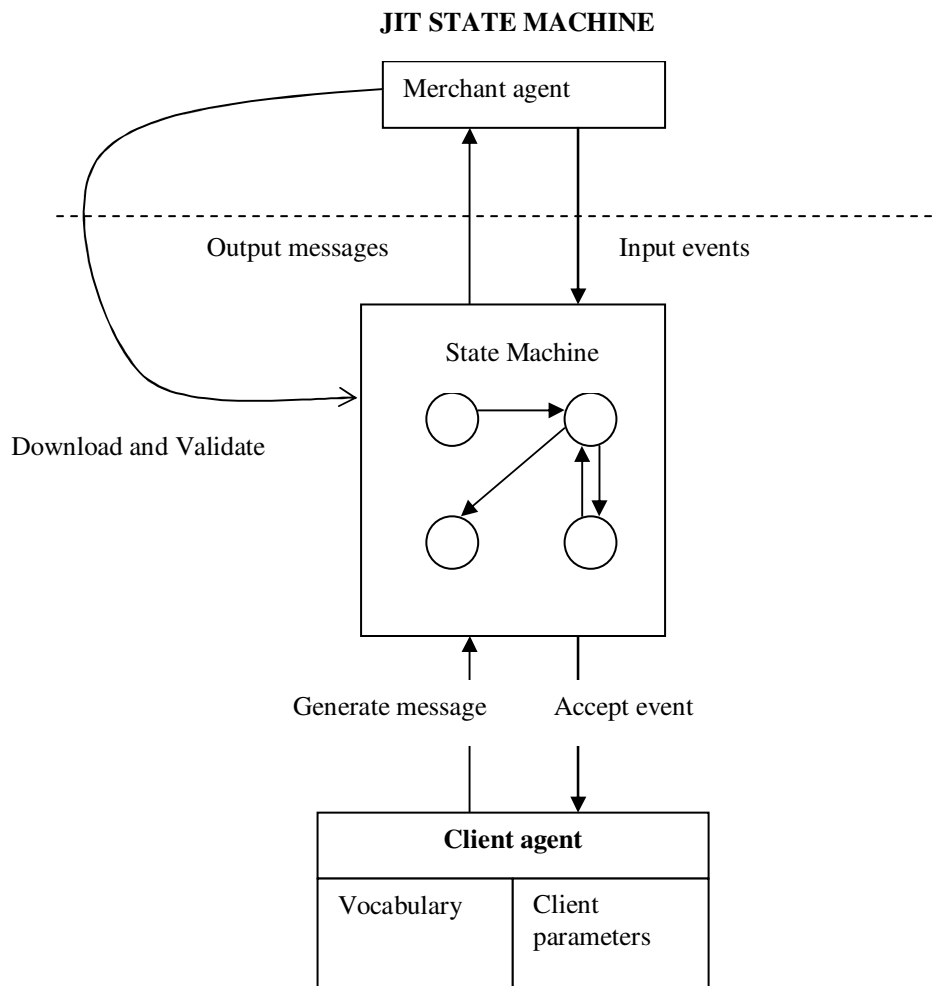 JIT STATE MACHINE
Merchant agent
Output messages
Input events
State Machine
Download and Validate
Generate message
Accept event
Client agent
Vocabulary
Client
parameters